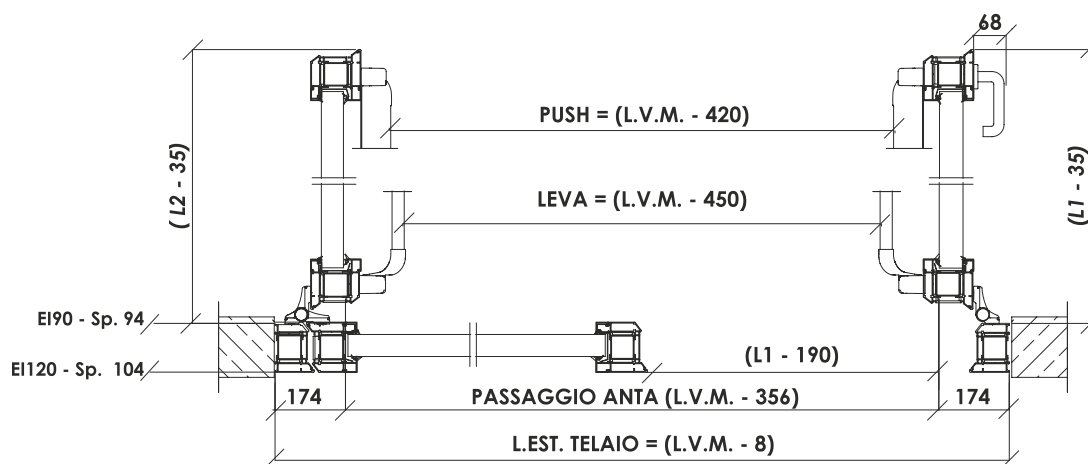 68
PUSH = (L.V.M. - 420)
( L2 - 35)
(L1 - 35)
LEVA = (L.V.M. - 450)
EI90 - Sp. 94
EI120 - Sp. 104
(L1 - 190)
174
PASSAGGIO ANTA (L.V.M. - 356)
174
L.EST. TELAIO = (L.V.M. - 8)